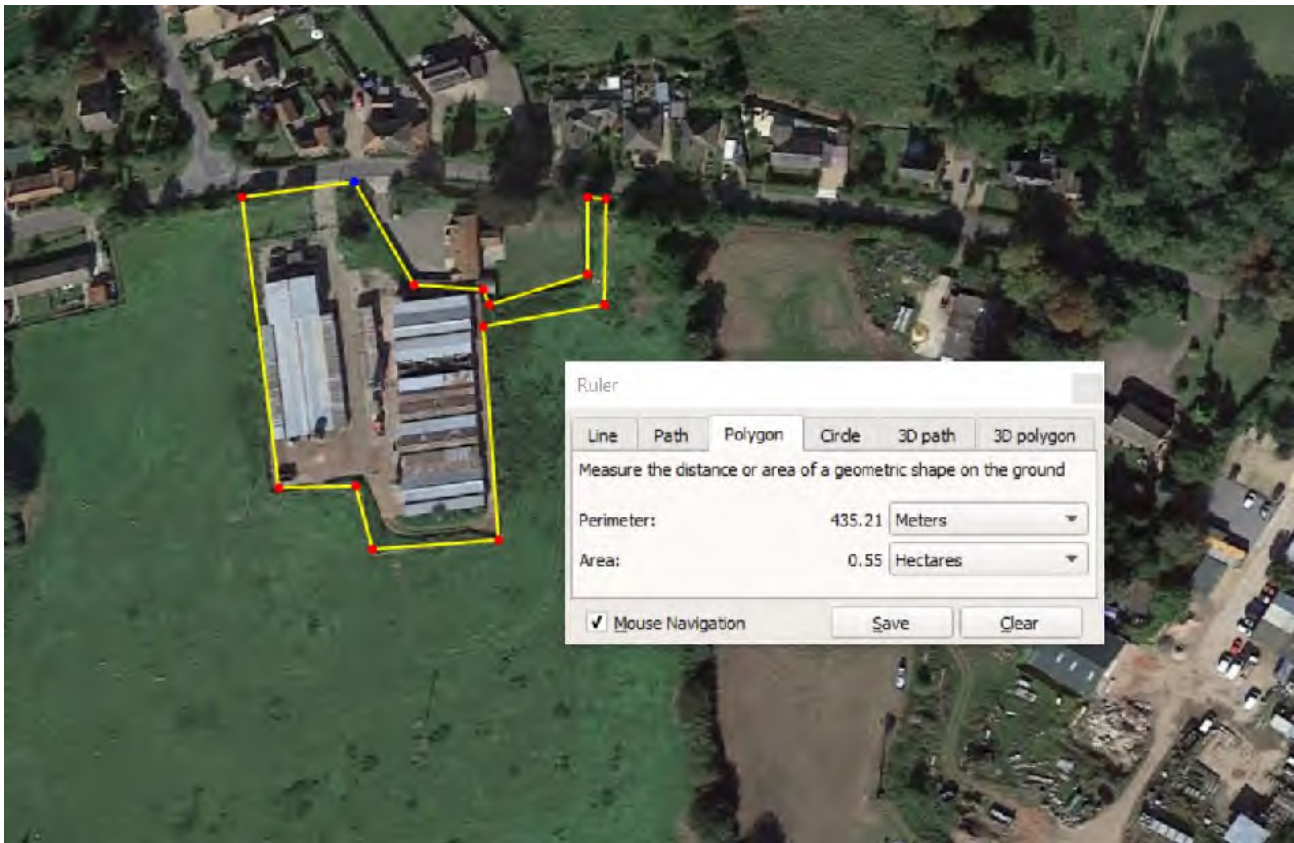 Ruler
Line Path Polygon Circle 3D path 3D polygon
Measure the distance or area of a geometric shape on the ground
Perimeter: 435.21 Meters
Area: 0.55 Hectares
Mouse Navigation Save Clear